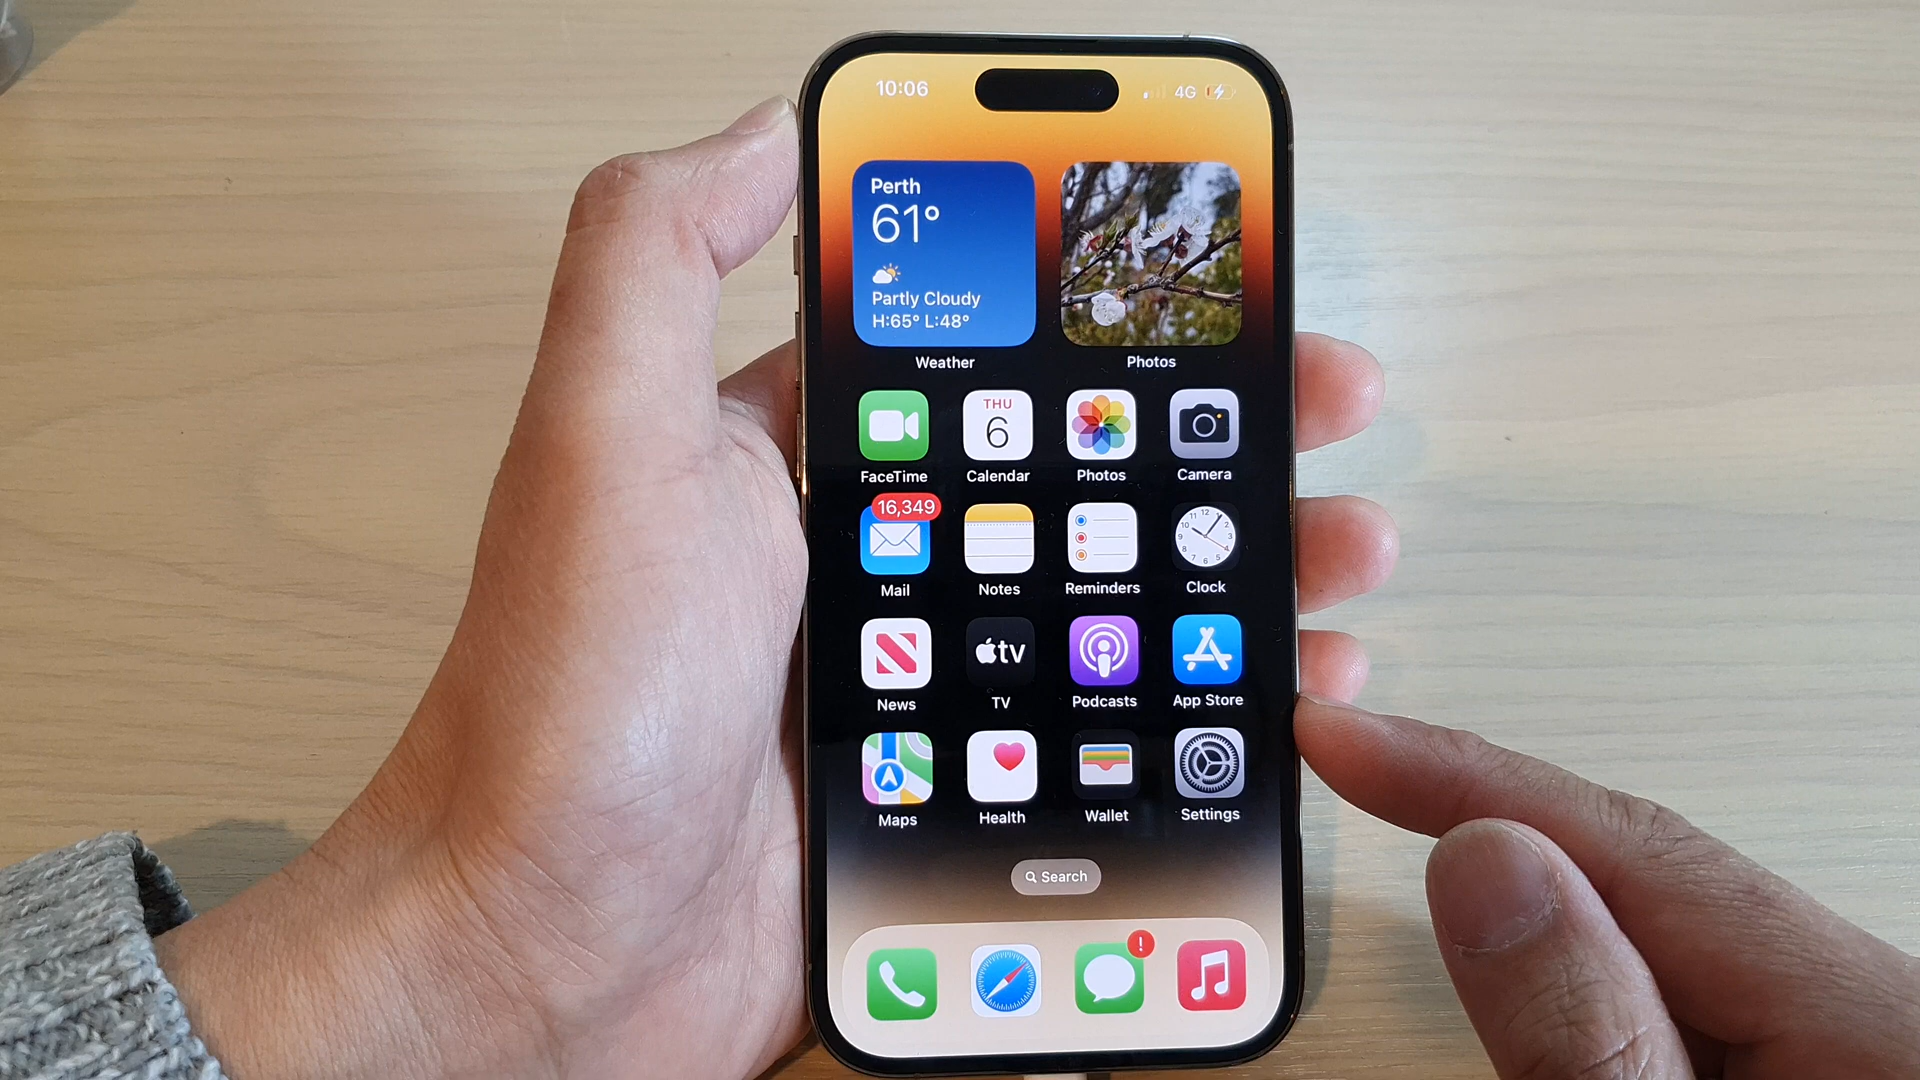 10:06 4G
Perth
61°
Partly Cloudy
H:65° L:48°
Weather Photos
THU
6
FaceTime Calendar Photos Camera
16,349
Mail Notes Reminders Clock
tv
News TV Podcasts App Store
Maps Health Wallet Settings
Search
!